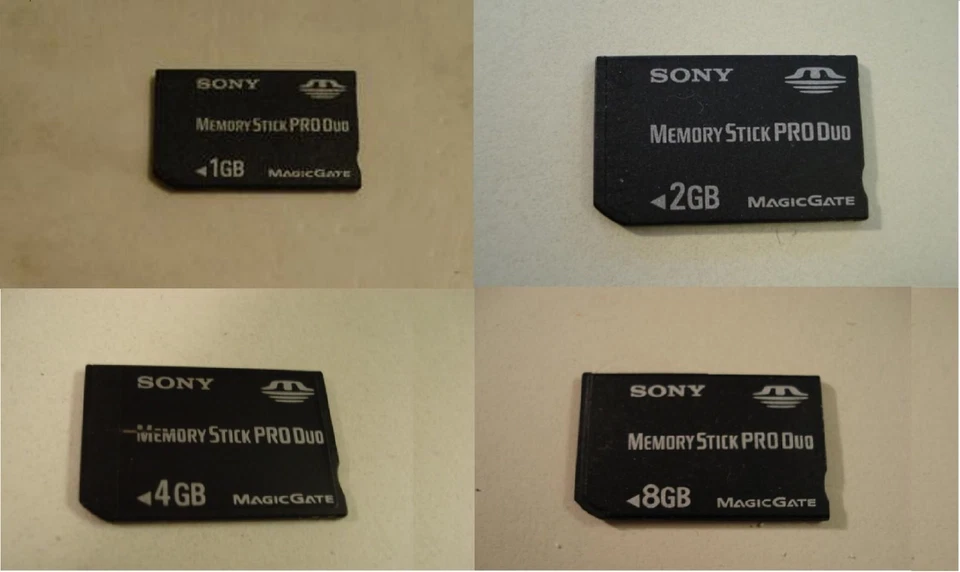 SONY
MEMORY STICK PRO DUO
◄1GB MAGICGATE
SONY
MEMORY STICK PRO DUO
◄2GB MAGICGATE
SONY
MEMORY STICK PRO DUO
◄4GB MAGICGATE
SONY
MEMORY STICK PRO DUO
◄8GB MAGICGATE